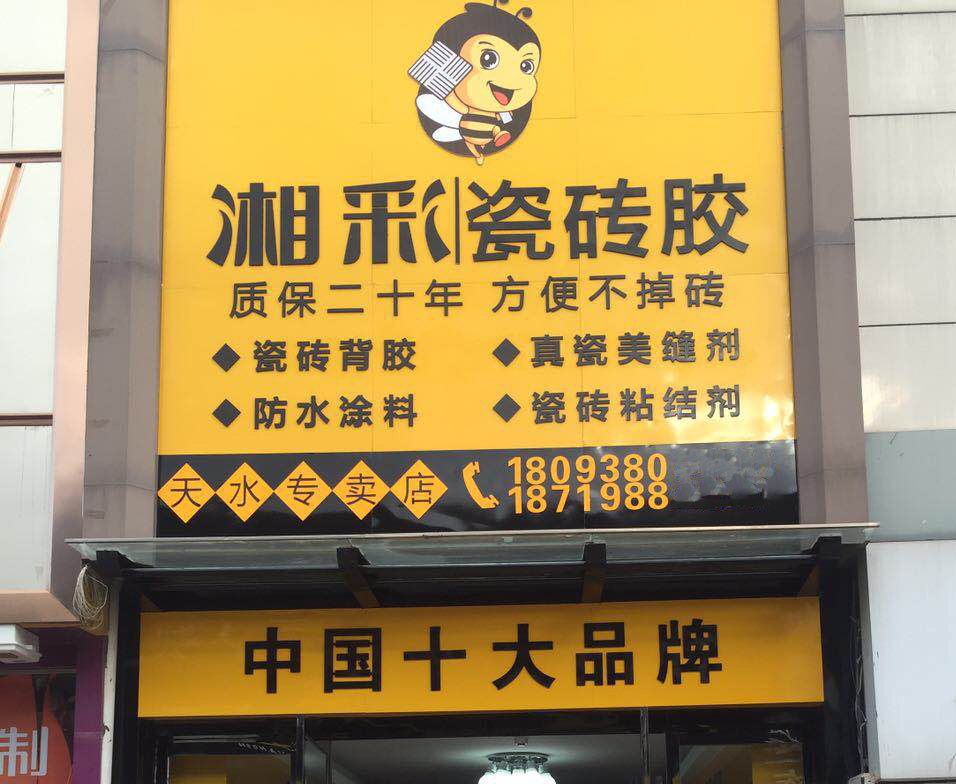 湘彩 瓷砖胶
质保二十年 方便不掉砖
◆瓷砖背胶 ◆真瓷美缝剂
◆防水涂料 ◆瓷砖粘结剂
天水专卖店 1809380
1871988
中国十大品牌
制